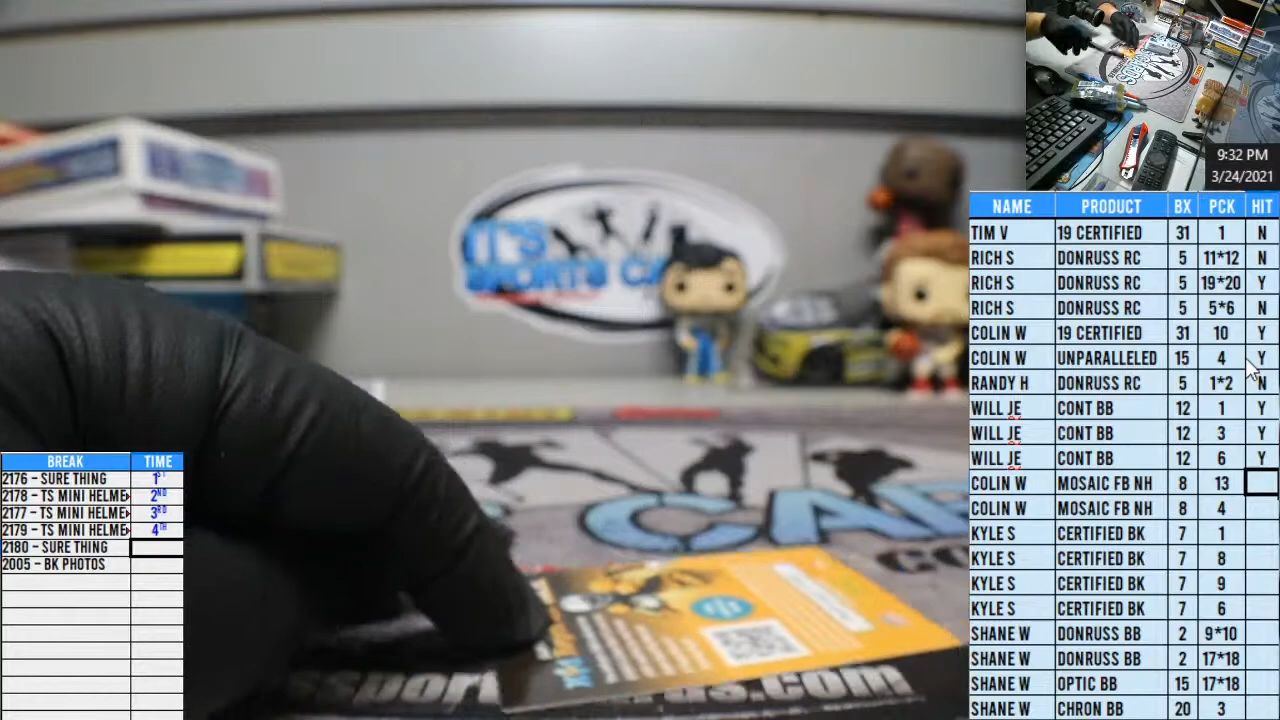 9:32 PM
3/24/2021
NAME PRODUCT BX PCK HIT
TIM V 19 CERTIFIED 31 1 N
RICH S DONRUSS RC 5 11*12 N
RICH S DONRUSS RC 5 19*20 Y
RICH S DONRUSS RC 5 5*6 N
COLIN W 19 CERTIFIED 31 10 Y
COLIN W UNPARALLELED 15 4 Y
RANDY H DONRUSS RC 5 1*2 N
WILL JE CONT BB 12 1 Y
WILL JE CONT BB 12 3 Y
WILL JE CONT BB 12 6 Y
COLIN W MOSAIC FB NH 8 13
COLIN W MOSAIC FB NH 8 4
KYLE S CERTIFIED BK 7 1
KYLE S CERTIFIED BK 7 8
KYLE S CERTIFIED BK 7 9
KYLE S CERTIFIED BK 7 6
SHANE W DONRUSS BB 2 9*10
SHANE W DONRUSS BB 2 17*18
SHANE W OPTIC BB 15 17*18
SHANE W CHRON BB 20 3
BREAK TIME
2176 – SURE THING 1ST
2178 – TS MINI HELME 2ND
2177 – TS MINI HELME 3RD
2179 – TS MINI HELME 4TH
2180 – SURE THING
2005 – BK PHOTOS
IT'S
SPORTS CA
CA